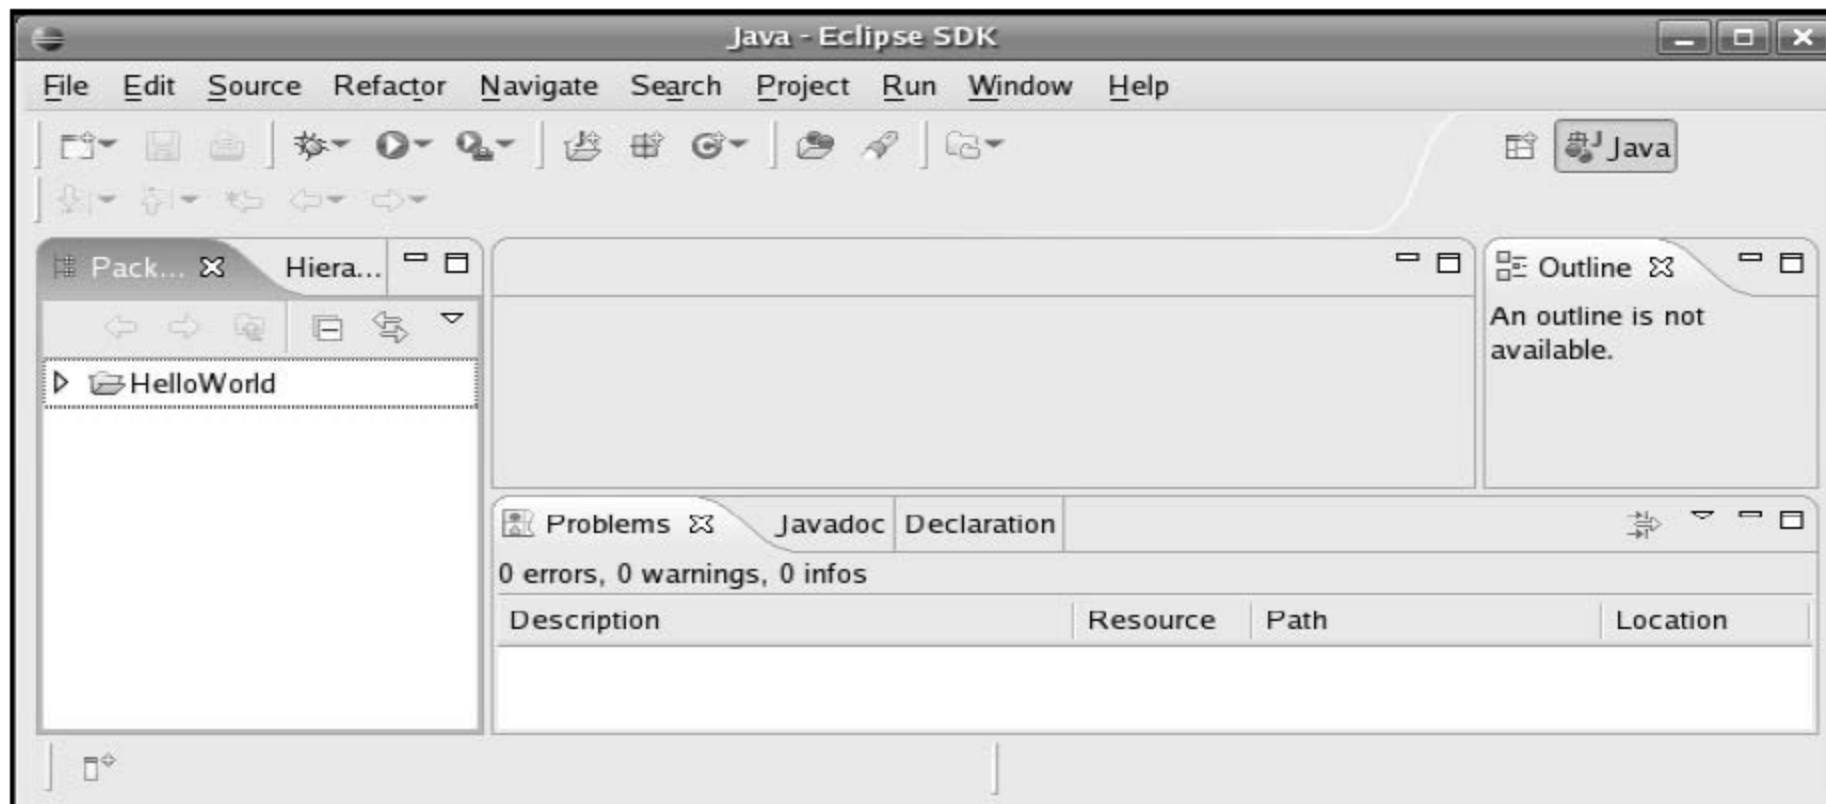 Java - Eclipse SDK
File Edit Source Refactor Navigate Search Project Run Window Help
Java
Pack... Hiera...
Outline
An outline is not
available.
HelloWorld
Problems Javadoc Declaration
0 errors, 0 warnings, 0 infos
Description Resource Path Location